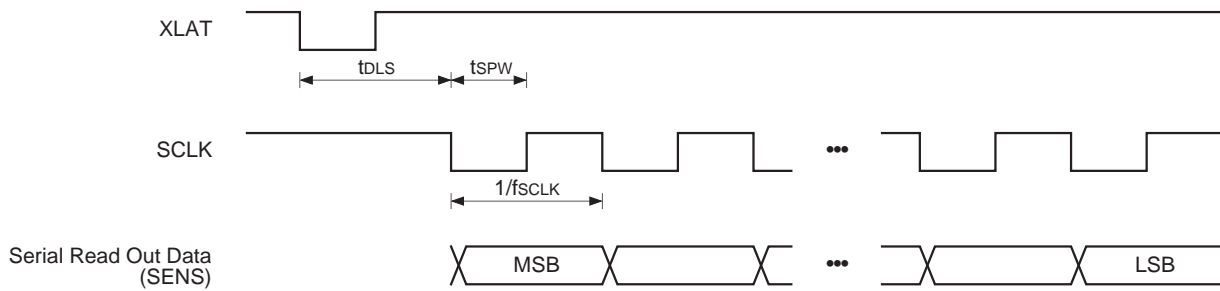 XLAT
tDLS
tSPW
SCLK
•••
1/fSCLK
Serial Read Out Data
(SENS)
MSB
•••
LSB